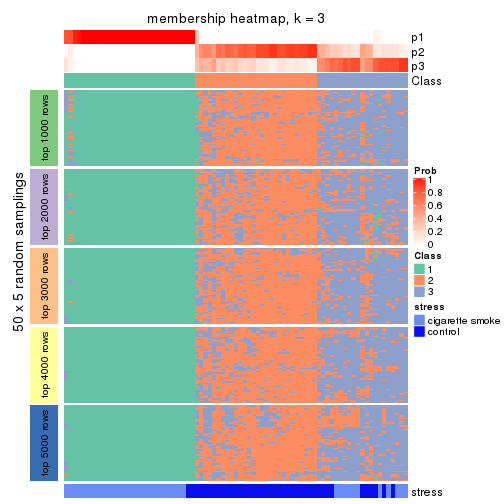 membership heatmap, k = 3
p1
p2
p3
Class
50 x 5 random samplings
top 1000 rows
top 2000 rows
top 3000 rows
top 4000 rows
top 5000 rows
Prob
1
0.8
0.6
0.4
0.2
0
Class
1
2
3
stress
cigarette smoke
control
stress